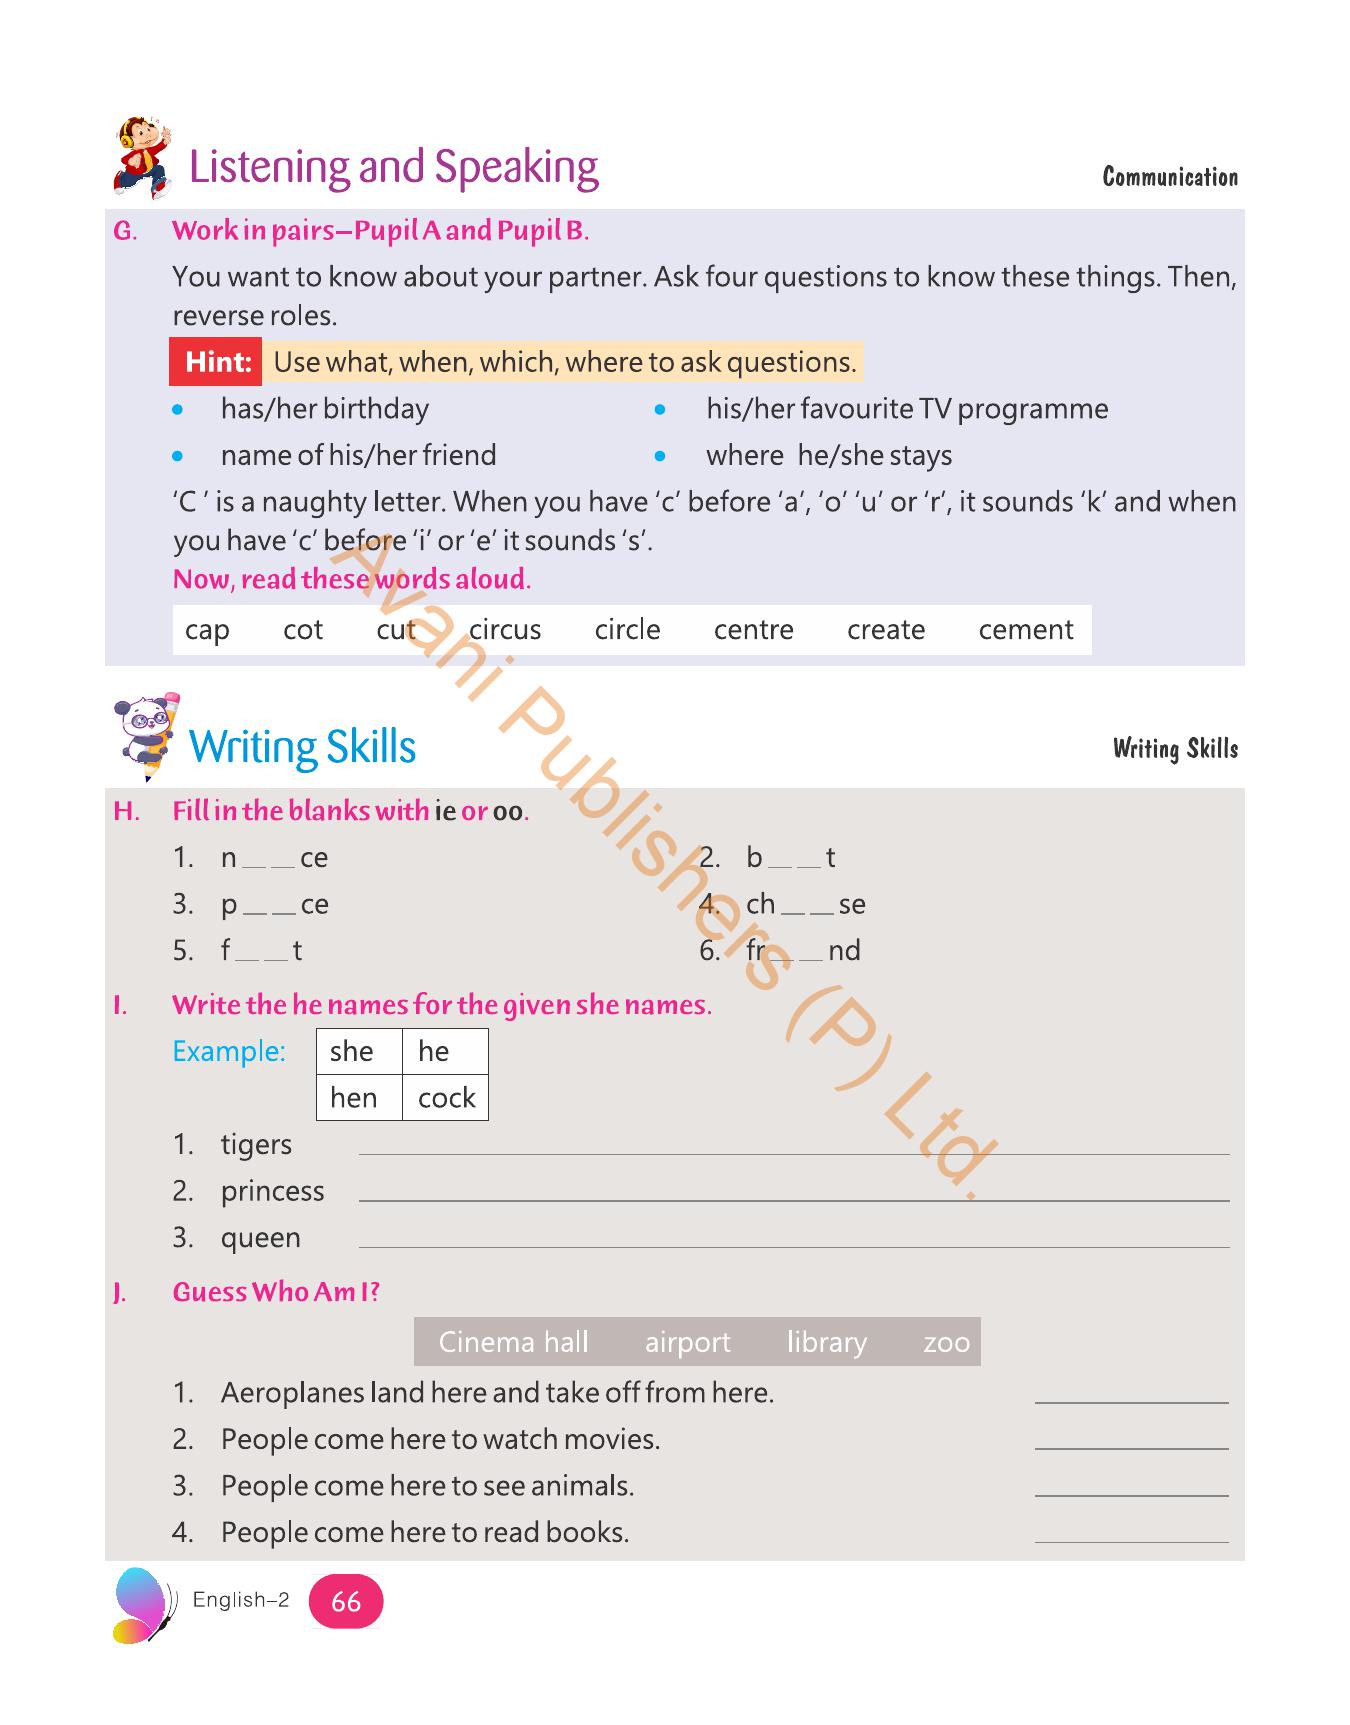 Listening and Speaking
Communication
G. Work in pairs–Pupil A and Pupil B.
You want to know about your partner. Ask four questions to know these things. Then,
reverse roles.
Hint: Use what, when, which, where to ask questions.
• has/her birthday • his/her favourite TV programme
• name of his/her friend • where he/she stays
‘C ’ is a naughty letter. When you have ‘c’ before ‘a’, ‘o’ ‘u’ or ‘r’, it sounds ‘k’ and when
you have ‘c’ before ‘i’ or ‘e’ it sounds ‘s’.
Now, read these words aloud.
cap cot cut circus circle centre create cement
Writing Skills
Writing Skills
H. Fill in the blanks with ie or oo.
1. n __ __ ce 2. b __ __ t
3. p __ __ ce 4. ch __ __ se
5. f __ __ t 6. fr __ __ nd
I. Write the he names for the given she names.
Example: she he
hen cock
1. tigers
2. princess
3. queen
J. Guess Who Am I?
Cinema hall airport library zoo
1. Aeroplanes land here and take off from here.
2. People come here to watch movies.
3. People come here to see animals.
4. People come here to read books.
English–2 66
Avani Publishers (P) Ltd.